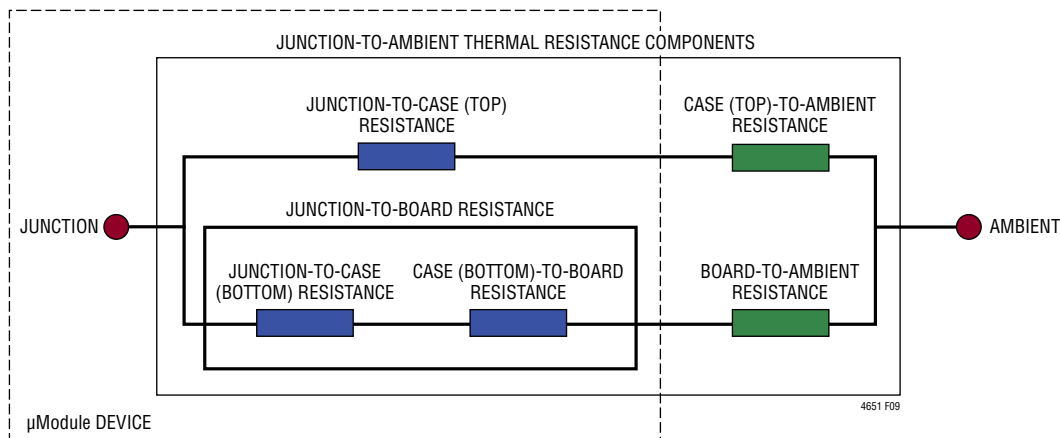 JUNCTION-TO-AMBIENT THERMAL RESISTANCE COMPONENTS
JUNCTION-TO-CASE (TOP)
RESISTANCE
CASE (TOP)-TO-AMBIENT
RESISTANCE
JUNCTION
JUNCTION-TO-BOARD RESISTANCE
AMBIENT
JUNCTION-TO-CASE
(BOTTOM) RESISTANCE
CASE (BOTTOM)-TO-BOARD
RESISTANCE
BOARD-TO-AMBIENT
RESISTANCE
4651 F09
µModule DEVICE